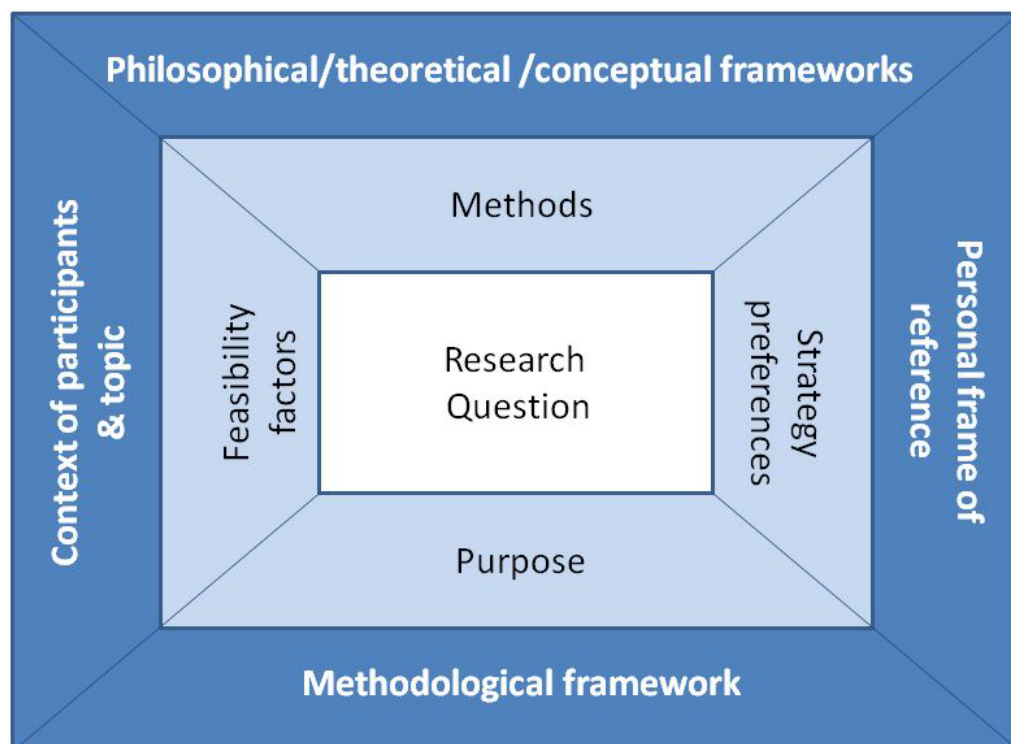 Philosophical/theoretical /conceptual frameworks
Methods
Context of participants
& topic
Feasibility
factors
Research
Question
Strategy
preferences
Personal frame of
reference
Purpose
Methodological framework